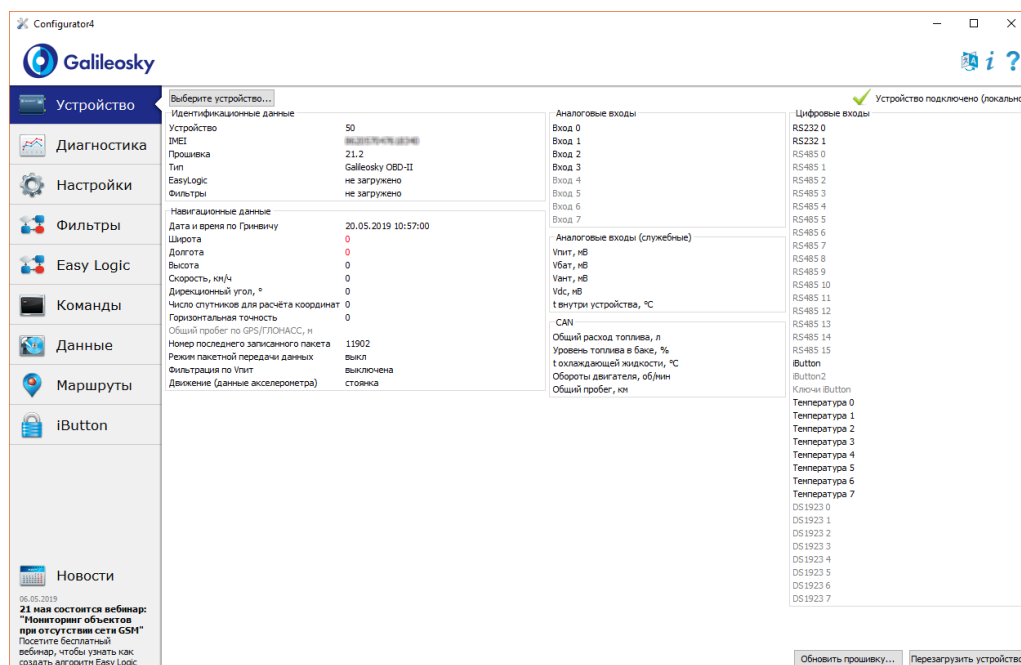 Configurator4
Galileosky
i ?
Устройство
Диагностика
Настройки
Фильтры
Easy Logic
Команды
Данные
Маршруты
iButton
Новости
06.05.2019
21 мая состоится вебинар:
"Мониторинг объектов
при отсутствии сети GSM"
Посетите бесплатный
вебинар, чтобы узнать как
создать алгоритм Easy Logic
Выберите устройство...
Устройство подключено (локально
Идентификационные данные
Устройство 50
IMEI
Прошивка 21.2
Тип Galileosky OBD-II
EasyLogic не загружено
Фильтры не загружено
Навигационные данные
Дата и время по Гринвичу 20.05.2019 10:57:00
Широта 0
Долгота 0
Высота 0
Скорость, км/ч 0
Дирекционный угол, ° 0
Число спутников для расчёта координат 0
Горизонтальная точность 0
Общий пробег по GPS/ГЛОНАСС, м
Номер последнего записанного пакета 11902
Режим пакетной передачи данных выкл
Фильтрация по Vпит выключена
Движение (данные акселерометра) стоянка
Аналоговые входы
Вход 0
Вход 1
Вход 2
Вход 3
Вход 4
Вход 5
Вход 6
Вход 7
Аналоговые входы (служебные)
Vпит, мВ
Vбат, мВ
Vант, мВ
Vdc, мВ
t внутри устройства, °C
CAN
Общий расход топлива, л
Уровень топлива в баке, %
t охлаждающей жидкости, °C
Обороты двигателя, об/мин
Общий пробег, км
Цифровые входы
RS232 0
RS232 1
RS485 0
RS485 1
RS485 2
RS485 3
RS485 4
RS485 5
RS485 6
RS485 7
RS485 8
RS485 9
RS485 10
RS485 11
RS485 12
RS485 13
RS485 14
RS485 15
iButton
iButton2
Ключи iButton
Температура 0
Температура 1
Температура 2
Температура 3
Температура 4
Температура 5
Температура 6
Температура 7
DS1923 0
DS1923 1
DS1923 2
DS1923 3
DS1923 4
DS1923 5
DS1923 6
DS1923 7
Обновить прошивку...
Перезагрузить устройство